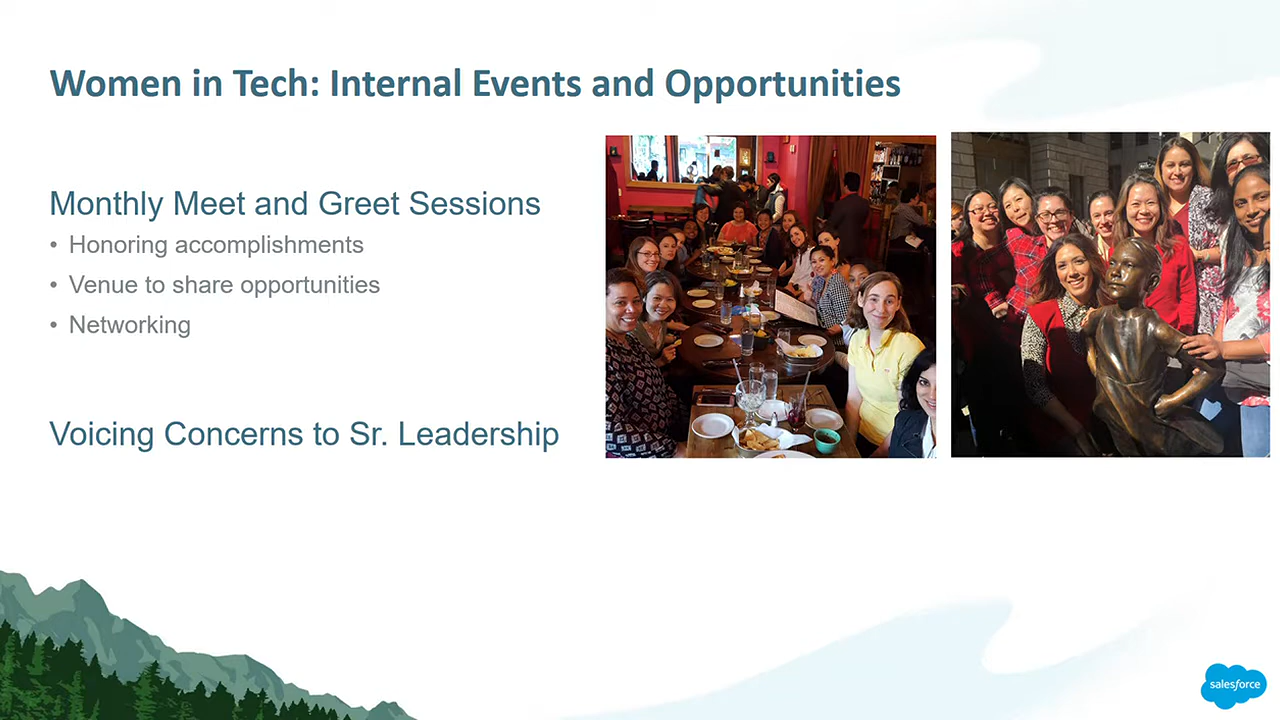 Women in Tech: Internal Events and Opportunities
Monthly Meet and Greet Sessions
• Honoring accomplishments
• Venue to share opportunities
• Networking
Voicing Concerns to Sr. Leadership
salesforce